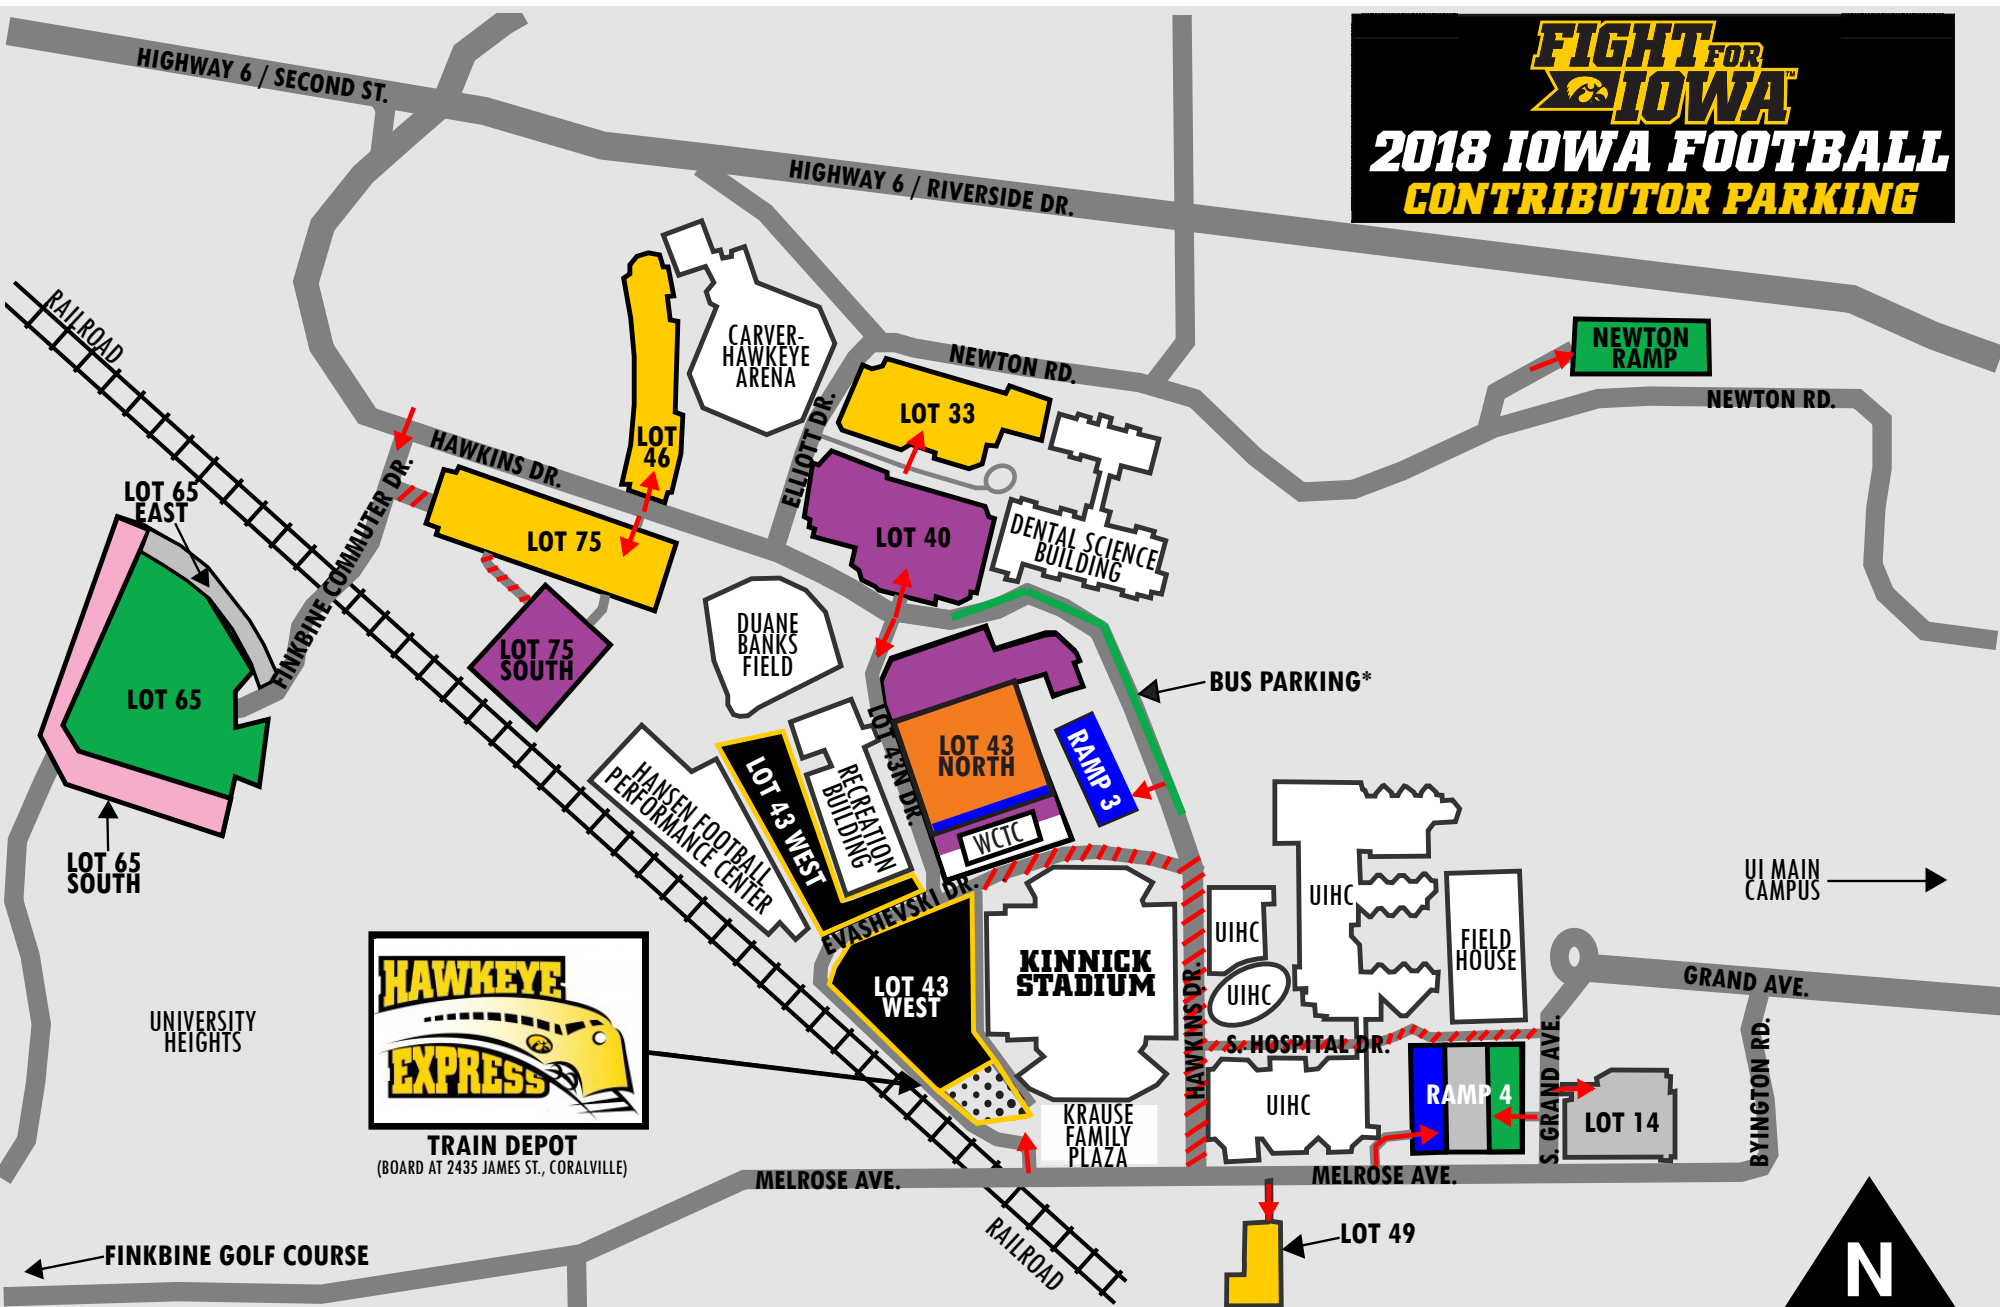 FIGHT FOR
IOWA™
2018 IOWA FOOTBALL
CONTRIBUTOR PARKING
HIGHWAY 6 / SECOND ST.
HIGHWAY 6 / RIVERSIDE DR.
RAILROAD
CARVER-
HAWKEYE
ARENA
NEWTON RD.
NEWTON
RAMP
NEWTON RD.
LOT 33
LOT
46
HAWKINS DR.
ELLIOTT DR.
LOT 65
EAST
FINKBINE COMMUTER DR.
LOT 75
LOT 40
DENTAL SCIENCE
BUILDING
DUANE
BANKS
FIELD
LOT 75
SOUTH
LOT 65
BUS PARKING*
LOT 43N DR.
LOT 43
NORTH
RAMP 3
HANSEN FOOTBALL
PERFORMANCE CENTER
LOT 43 WEST
RECREATION
BUILDING
WCTC
LOT 65
SOUTH
EVASHEVSKI DR.
UIHC
UI MAIN
CAMPUS
UIHC
FIELD
HOUSE
KINNICK
STADIUM
LOT 43
WEST
UIHC
GRAND AVE.
HAWKINS DR.
S. HOSPITAL DR.
UNIVERSITY
HEIGHTS
HAWKEYE
EXPRESS
TRAIN DEPOT
(BOARD AT 2435 JAMES ST., CORALVILLE)
KRAUSE
FAMILY
PLAZA
UIHC
RAMP 4
S. GRAND AVE.
LOT 14
BYINGTON RD.
MELROSE AVE.
MELROSE AVE.
RAILROAD
LOT 49
FINKBINE GOLF COURSE
N